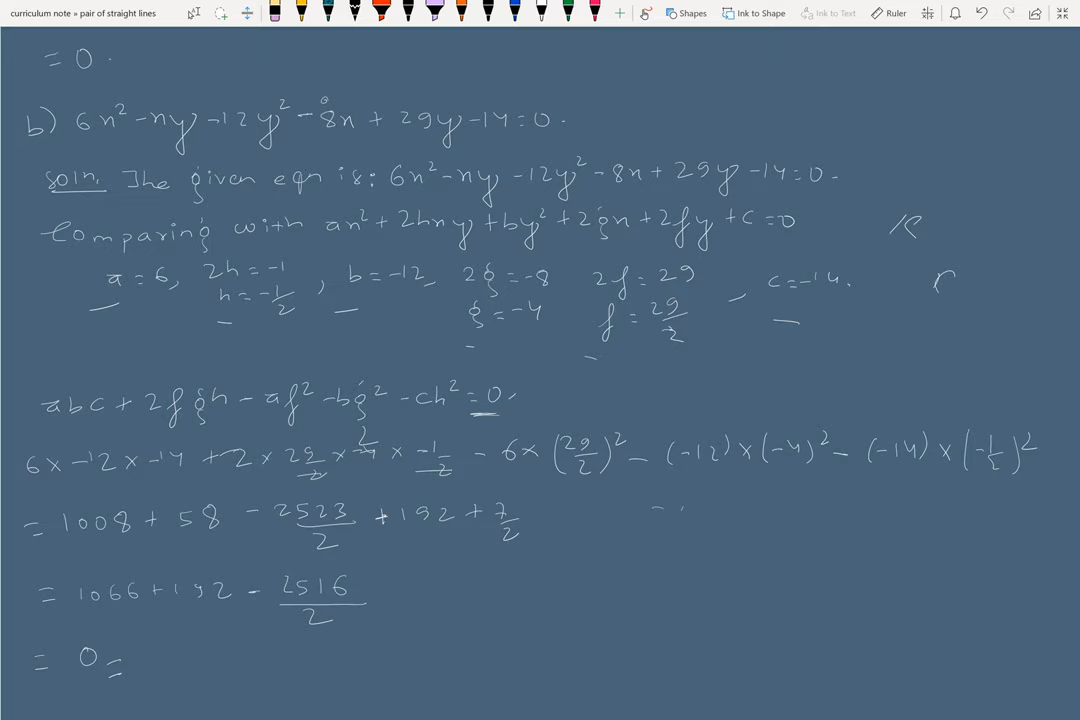 curriculum note » pair of straight lines
Shapes Ink to Shape Ink to Text Ruler
= 0.
b) 6x² - xy - 12y² - 8x + 29y - 14 = 0.
soln. The given eqn is: 6x² - xy - 12y² - 8x + 29y - 14 = 0.
Comparing with ax² + 2hxy + by² + 2gx + 2fy + c = 0
a = 6, 2h = -1, b = -12, 2g = -8 2f = 29, c = -14.
h = -1/2 g = -4 f = 29/2
abc + 2fgh - af² - bg² - ch² = 0.
6 × -12 × -14 + 2 × 29/2 × -4 × -1/2 - 6 × (29/2)² - (-12) × (-4)² - (-14) × (-1/2)²
= 1008 + 58 - 2523/2 + 192 + 7/2
= 1066 + 192 - 2516/2
= 0